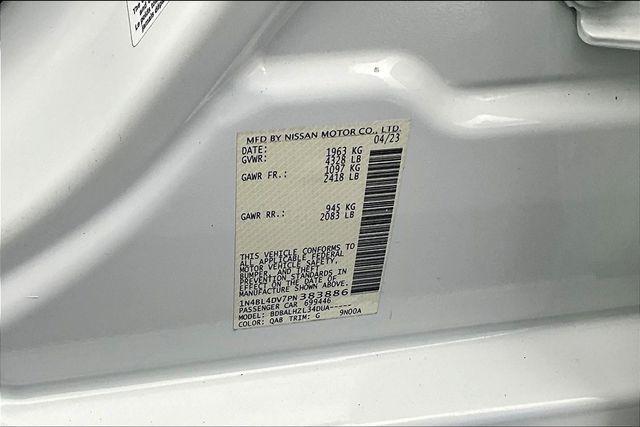 MFD BY NISSAN MOTOR CO., LTD.
DATE: 04/23
GVWR: 1963 KG
4328 LB
GAWR FR.: 1097 KG
2418 LB
GAWR RR.: 945 KG
2083 LB
THIS VEHICLE CONFORMS TO
ALL APPLICABLE FEDERAL
MOTOR VEHICLE SAFETY,
BUMPER, AND THEFT
PREVENTION STANDARDS IN
EFFECT ON THE DATE OF
MANUFACTURE SHOWN ABOVE.
1N4BL4DV7PN383886
PASSENGER CAR 699446
MODEL: BDBALHZL34DUA-----
COLOR: QAB TRIM: G 9N00A